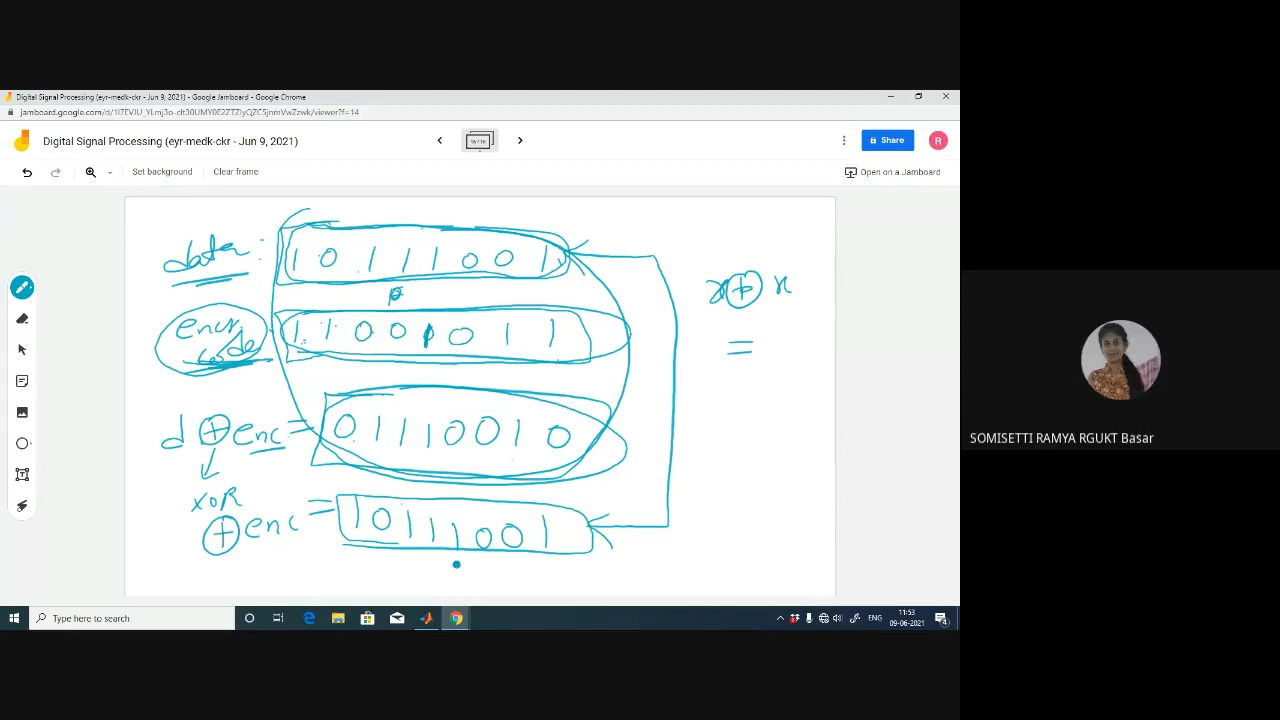 Digital Signal Processing (eyr-medk-ckr - Jun 9, 2021) - Google Jamboard - Google Chrome
Digital Signal Processing (eyr-medk-ckr - Jun 9, 2021)
Share
R
Set background
Clear frame
Open on a Jamboard
data: 1 0 1 1 1 0 0 1
x ⊕ x
=
encr code 1 1 0 0 1 0 1 1
d ⊕ enc = 0 1 1 1 0 0 1 0
XOR
⊕ enc = 1 0 1 1 1 0 0 1
SOMISETTI RAMYA RGUKT Basar
Type here to search
ENG
11:53
09-06-2021